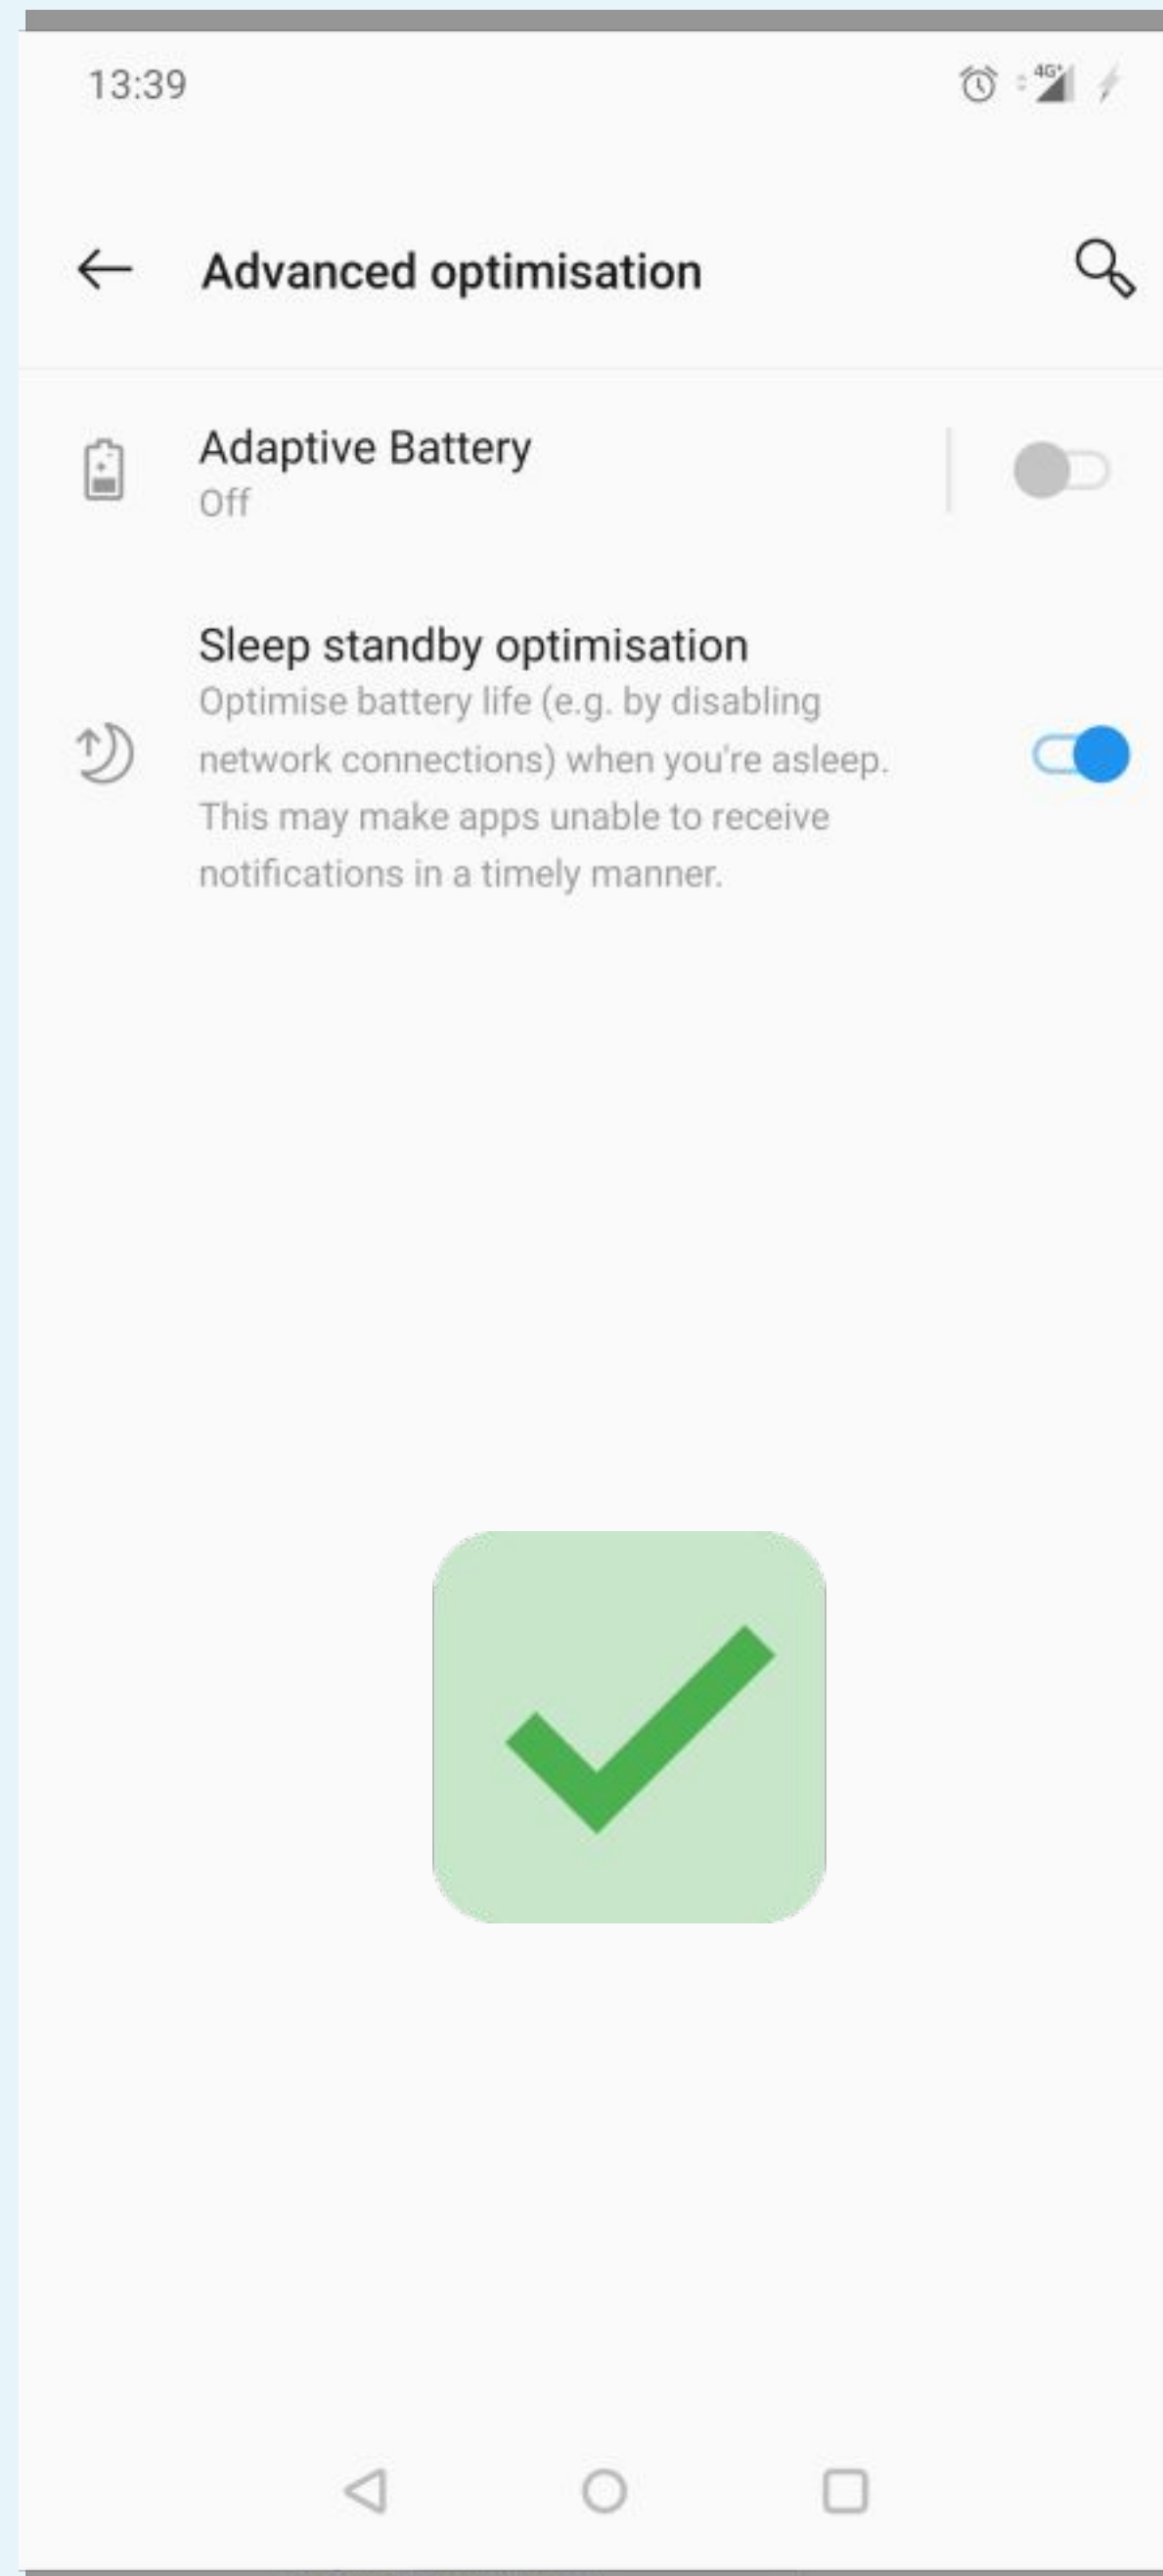 13:39
4G+
Advanced optimisation
Adaptive Battery
Off
Sleep standby optimisation
Optimise battery life (e.g. by disabling
network connections) when you're asleep.
This may make apps unable to receive
notifications in a timely manner.